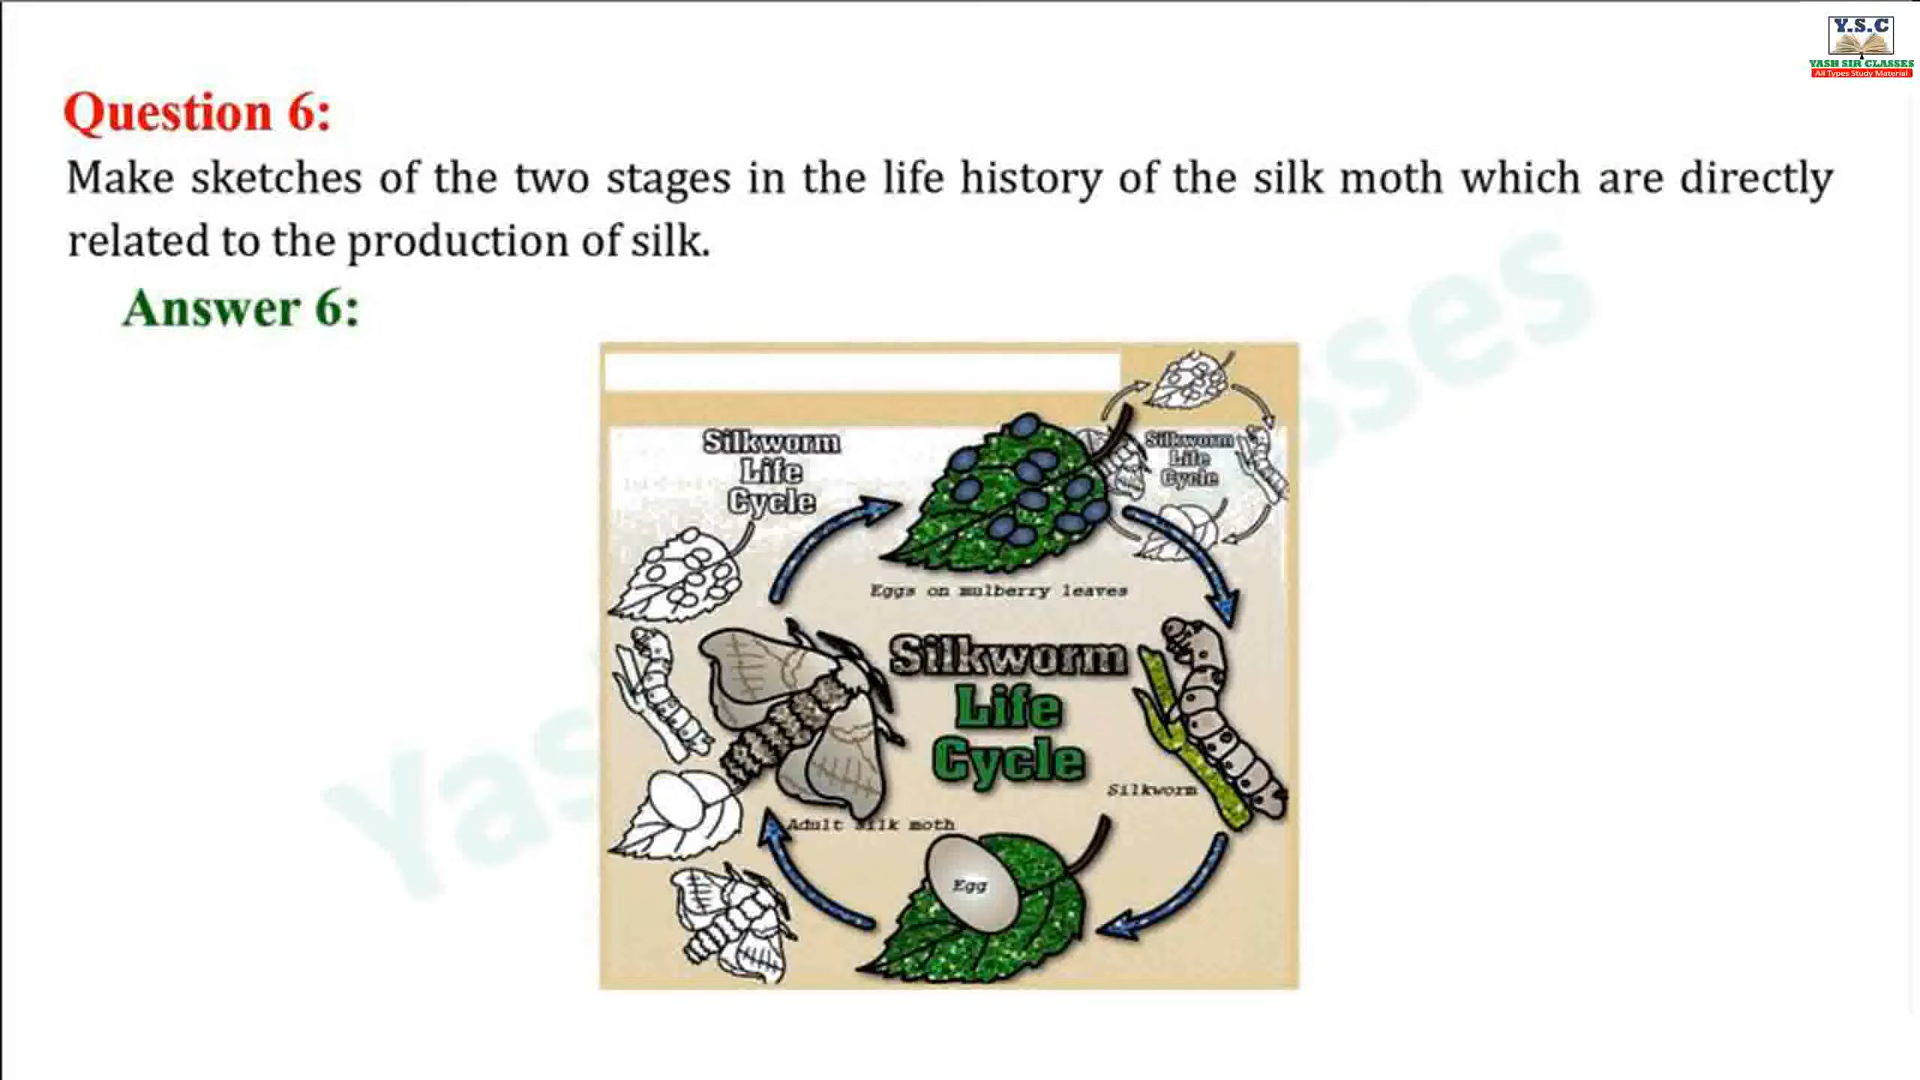 Y.S.C
YASH SIR CLASSES
All Types Study Material
Question 6:
Make sketches of the two stages in the life history of the silk moth which are directly
related to the production of silk.
Answer 6:
Silkworm
Life
Cycle
Silkworm
Life
Cycle
Eggs on mulberry leaves
Silkworm
Life
Cycle
Silkworm
Adult silk moth
Egg